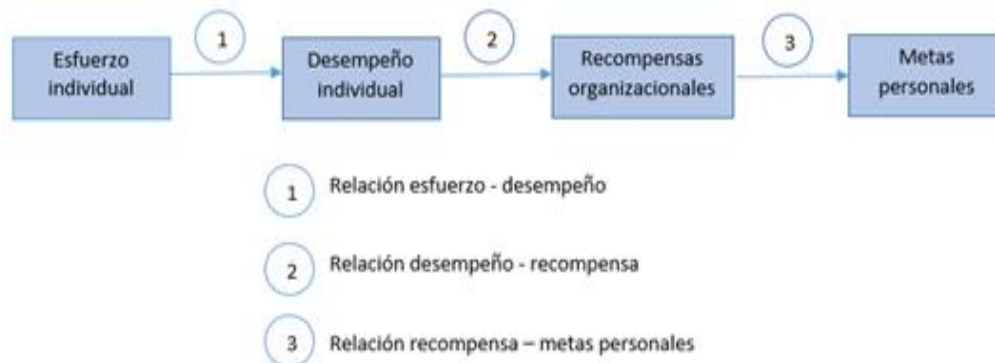 1
2
3
Esfuerzo
individual
Desempeño
individual
Recompensas
organizacionales
Metas
personales
1 Relación esfuerzo - desempeño
2 Relación desempeño - recompensa
3 Relación recompensa – metas personales